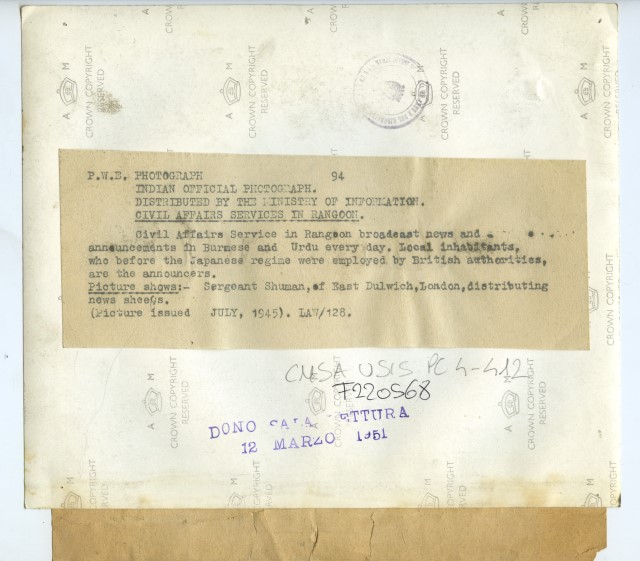 A M
CROWN COPYRIGHT
RESERVED
P.W.E. PHOTOGRAPH 94
INDIAN OFFICIAL PHOTOGRAPH.
DISTRIBUTED BY THE MINISTRY OF INFORMATION.
CIVIL AFFAIRS SERVICES IN RANGOON.
Civil Affairs Service in Rangoon broadcast news and
announcements in Burmese and Urdu every day. Local inhabitants,
who before the Japanese regime were employed by British authorities,
are the announcers.
Picture shows:- Sergeant Shuman, of East Dulwich, London, distributing
news sheets.
(Picture issued JULY, 1945). LAW/128.
CMSA USIS PC 4-412
F220568
DONO SALA LETTURA
12 MARZO 1951